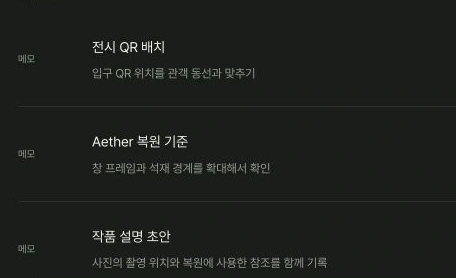 전시 QR 배치
메모
입구 QR 위치를 관객 동선과 맞추기
Aether 복원 기준
메모
창 프레임과 석재 경계를 확대해서 확인
작품 설명 초안
메모
사진의 촬영 위치와 복원에 사용한 참조를 함께 기록